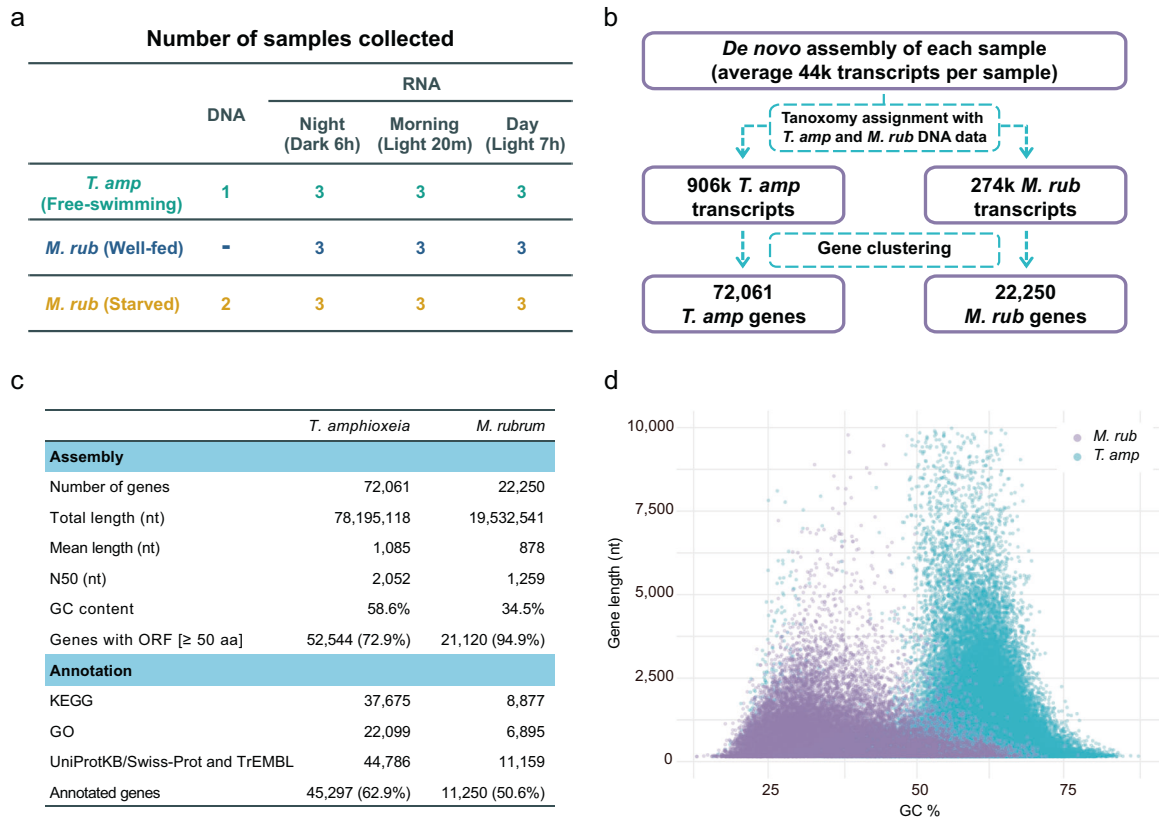 a
Number of samples collected
DNA
RNA
Night
(Dark 6h)
Morning
(Light 20m)
Day
(Light 7h)
T. amp
(Free-swimming)
1 3 3 3
M. rub (Well-fed) - 3 3 3
M. rub (Starved) 2 3 3 3
b
De novo assembly of each sample
(average 44k transcripts per sample)
Tanoxomy assignment with
T. amp and M. rub DNA data
906k T. amp
transcripts
274k M. rub
transcripts
Gene clustering
72,061
T. amp genes
22,250
M. rub genes
c
T. amphioxeia M. rubrum
Assembly
Number of genes 72,061 22,250
Total length (nt) 78,195,118 19,532,541
Mean length (nt) 1,085 878
N50 (nt) 2,052 1,259
GC content 58.6% 34.5%
Genes with ORF [≥ 50 aa] 52,544 (72.9%) 21,120 (94.9%)
Annotation
KEGG 37,675 8,877
GO 22,099 6,895
UniProtKB/Swiss-Prot and TrEMBL 44,786 11,159
Annotated genes 45,297 (62.9%) 11,250 (50.6%)
d
10,000
7,500
5,000
2,500
0
Gene length (nt)
M. rub
T. amp
25 50 75
GC %